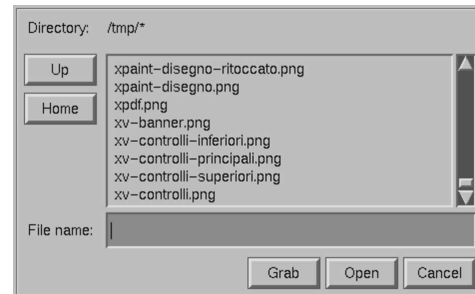 Directory: /tmp/*
Up
Home
xpaint-disegno-ritoccato.png
xpaint-disegno.png
xpdf.png
xv-banner.png
xv-controlli-inferiori.png
xv-controlli-principali.png
xv-controlli-superiori.png
xv-controlli.png
File name:
Grab Open Cancel